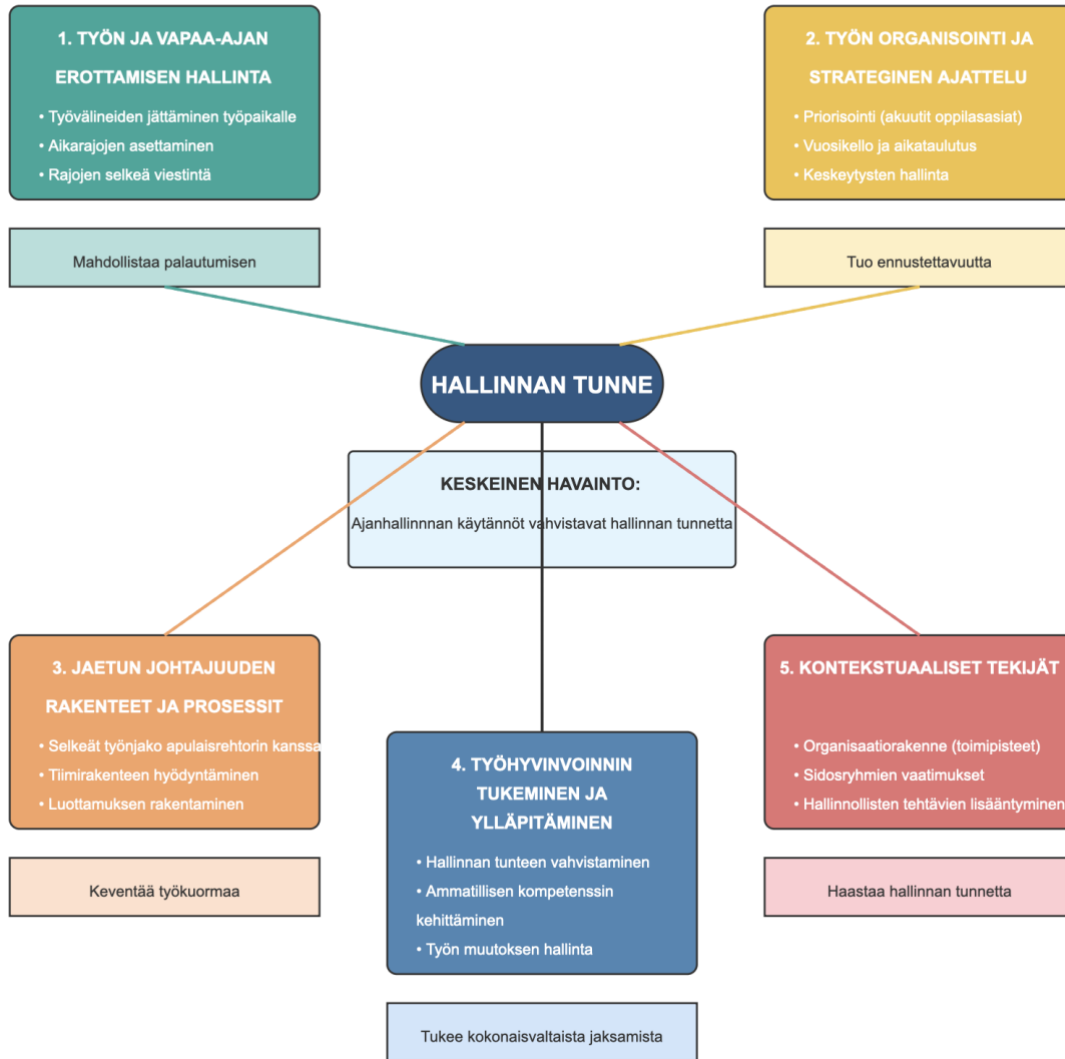 1. TYÖN JA VAPAA-AJAN
EROTTAMISEN HALLINTA
• Työvälineiden jättäminen työpaikalle
• Aikarajojen asettaminen
• Rajojen selkeä viestintä
Mahdollistaa palautumisen
2. TYÖN ORGANISOINTI JA
STRATEGINEN AJATTELU
• Priorisointi (akuutit oppilasasiat)
• Vuosikello ja aikataulutus
• Keskeytysten hallinta
Tuo ennustettavuutta
HALLINNAN TUNNE
KESKEINEN HAVAINTO:
Ajanhallinnnan käytännöt vahvistavat hallinnan tunnetta
3. JAETUN JOHTAJUUDEN
RAKENTEET JA PROSESSIT
• Selkeät työnjako apulaisrehtorin kanssa
• Tiimirakenteen hyödyntäminen
• Luottamuksen rakentaminen
Keventää työkuormaa
4. TYÖHYVINVOINNIN
TUKEMINEN JA
YLLÄPITÄMINEN
• Hallinnan tunteen vahvistaminen
• Ammatillisen kompetenssin
kehittäminen
• Työn muutoksen hallinta
Tukee kokonaisvaltaista jaksamista
5. KONTEKSTUAALISET TEKIJÄT
• Organisaatiorakenne (toimipisteet)
• Sidosryhmien vaatimukset
• Hallinnollisten tehtävien lisääntyminen
Haastaa hallinnan tunnetta